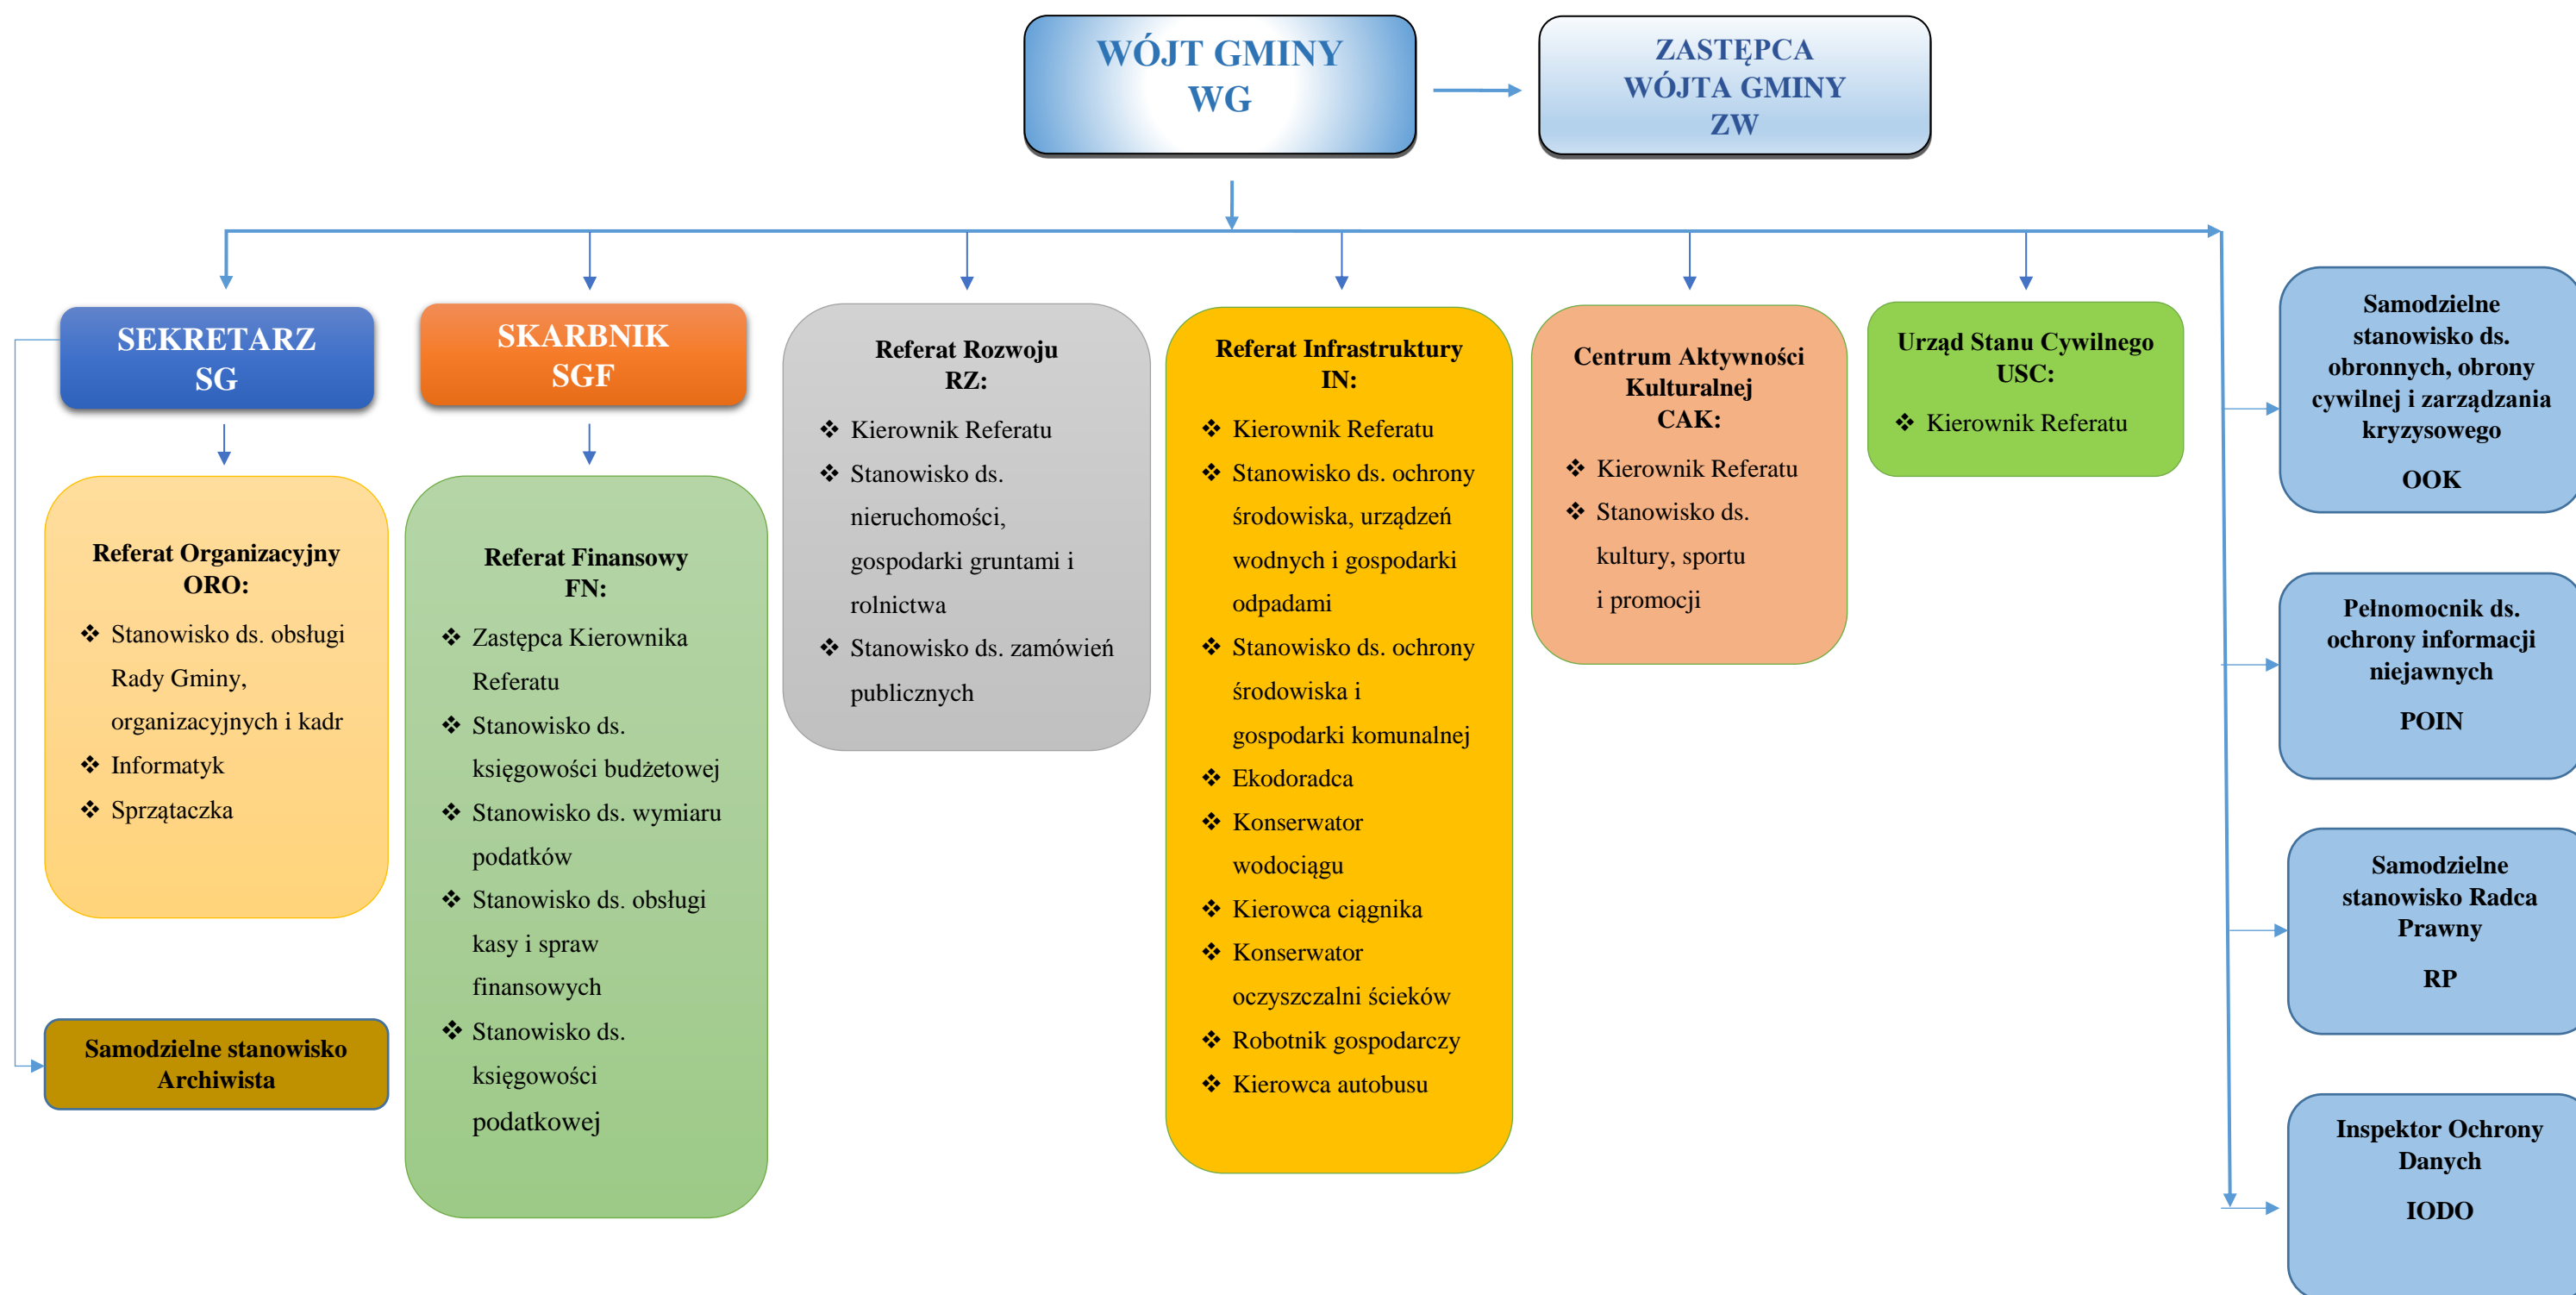 WÓJT GMINY
WG
ZASTĘPCA
WÓJTA GMINY
ZW
SEKRETARZ
SG
SKARBNIK
SGF
Referat Organizacyjny
ORO:
❖ Stanowisko ds. obsługi
Rady Gminy,
organizacyjnych i kadr
❖ Informatyk
❖ Sprzątaczka
Samodzielne stanowisko
Archiwista
Referat Finansowy
FN:
❖ Zastępca Kierownika
Referatu
❖ Stanowisko ds.
księgowości budżetowej
❖ Stanowisko ds. wymiaru
podatków
❖ Stanowisko ds. obsługi
kasy i spraw
finansowych
❖ Stanowisko ds.
księgowości
podatkowej
Referat Rozwoju
RZ:
❖ Kierownik Referatu
❖ Stanowisko ds.
nieruchomości,
gospodarki gruntami i
rolnictwa
❖ Stanowisko ds. zamówień
publicznych
Referat Infrastruktury
IN:
❖ Kierownik Referatu
❖ Stanowisko ds. ochrony
środowiska, urządzeń
wodnych i gospodarki
odpadami
❖ Stanowisko ds. ochrony
środowiska i
gospodarki komunalnej
❖ Ekodoradca
❖ Konserwator
wodociągu
❖ Kierowca ciągnika
❖ Konserwator
oczyszczalni ścieków
❖ Robotnik gospodarczy
❖ Kierowca autobusu
Centrum Aktywności
Kulturalnej
CAK:
❖ Kierownik Referatu
❖ Stanowisko ds.
kultury, sportu
i promocji
Urząd Stanu Cywilnego
USC:
❖ Kierownik Referatu
Samodzielne
stanowisko ds.
obronnych, obrony
cywilnej i zarządzania
kryzysowego
OOK
Pełnomocnik ds.
ochrony informacji
niejawnych
POIN
Samodzielne
stanowisko Radca
Prawny
RP
Inspektor Ochrony
Danych
IODO